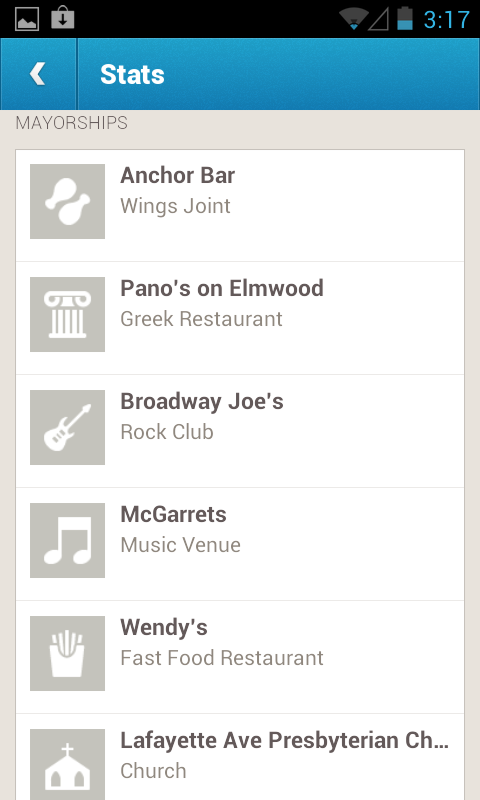 3:17
Stats
MAYORSHIPS
Anchor Bar
Wings Joint
Pano's on Elmwood
Greek Restaurant
Broadway Joe's
Rock Club
McGarrets
Music Venue
Wendy's
Fast Food Restaurant
Lafayette Ave Presbyterian Ch...
Church